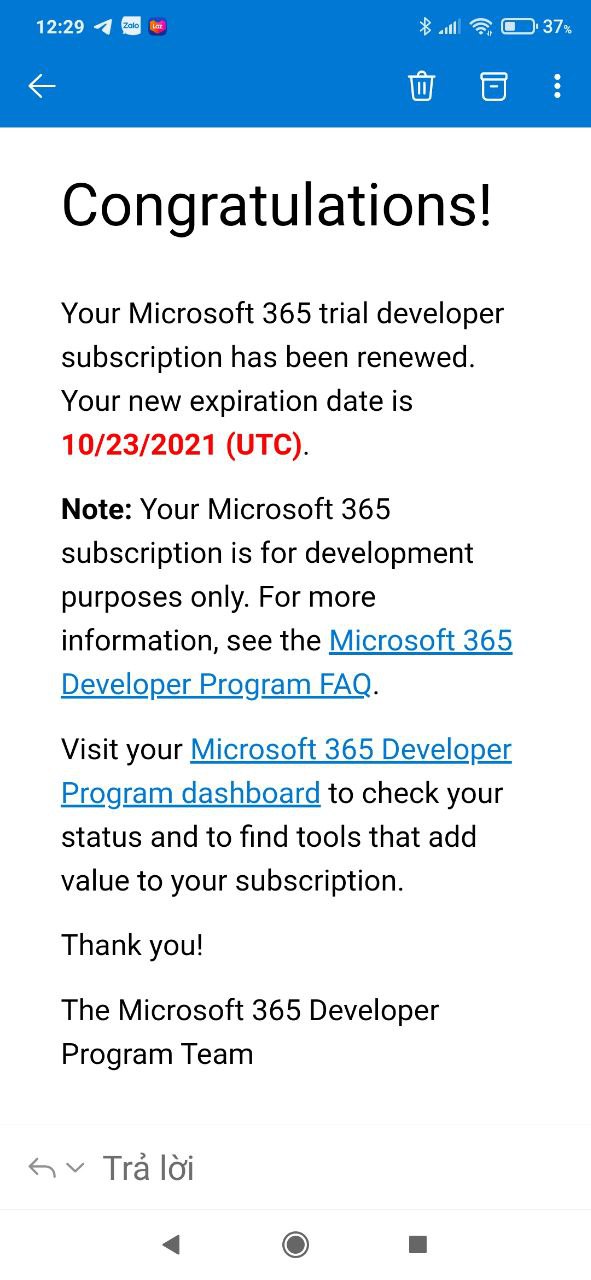 12:29
Zalo
37%
Congratulations!
Your Microsoft 365 trial developer
subscription has been renewed.
Your new expiration date is
10/23/2021 (UTC).
Note: Your Microsoft 365
subscription is for development
purposes only. For more
information, see the Microsoft 365
Developer Program FAQ.
Visit your Microsoft 365 Developer
Program dashboard to check your
status and to find tools that add
value to your subscription.
Thank you!
The Microsoft 365 Developer
Program Team
Trả lời